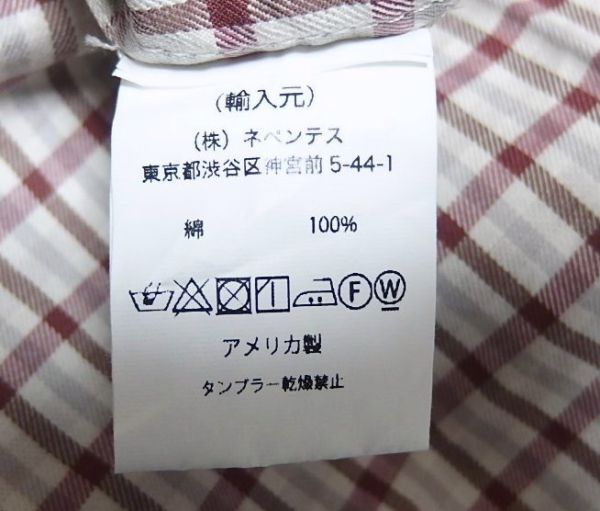 (輸入元)
(株) ネペンテス
東京都渋谷区神宮前 5-44-1
綿 100%
F W
アメリカ製
タンブラー乾燥禁止